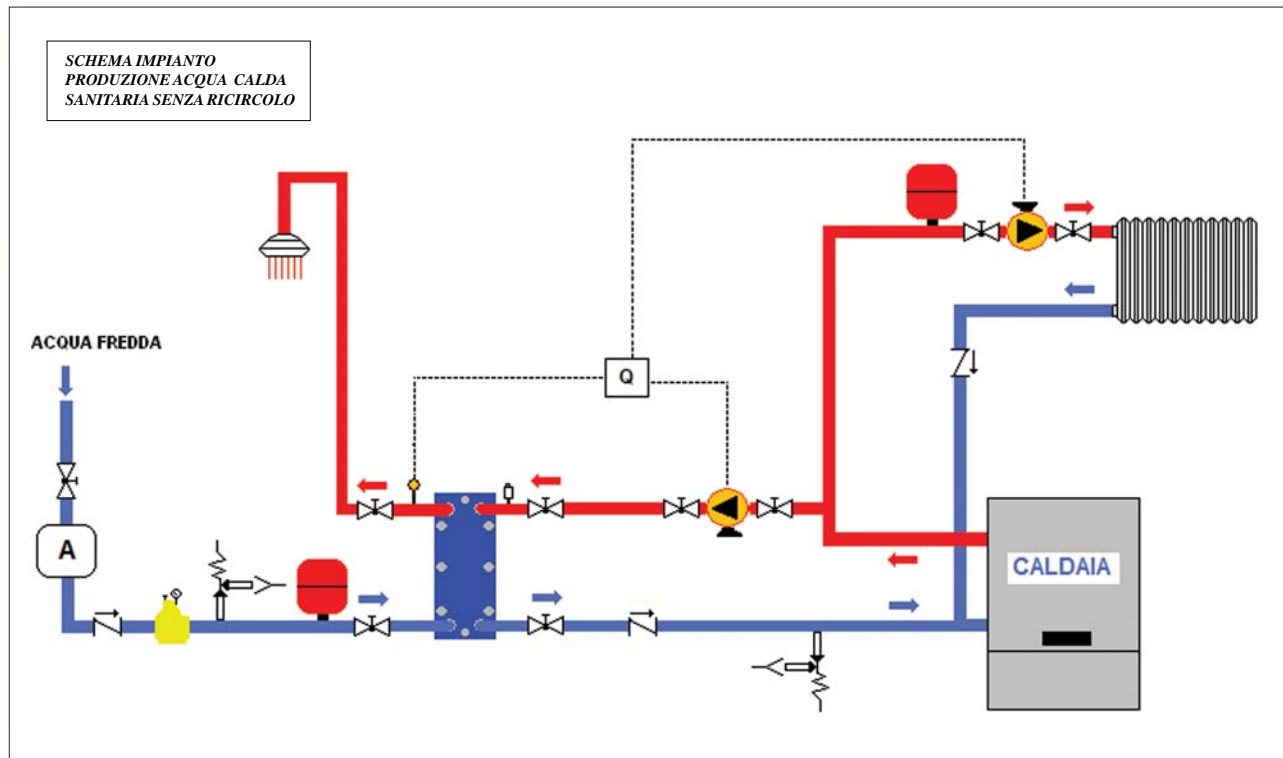 SCHEMA IMPIANTO
PRODUZIONE ACQUA CALDA
SANITARIA SENZA RICIRCOLO
ACQUA FREDDA
Q
A
CALDAIA